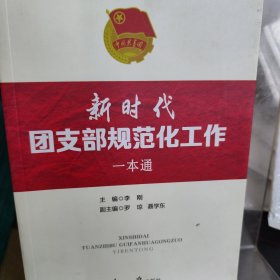 中国共青团
新时代
团支部规范化工作
一本通
主 编◎李 刚
副主编◎罗 琼 聂学东
XINSHIDAI
TUANZHIBU GUIFANHUAGONGZUO
YIBENTONG